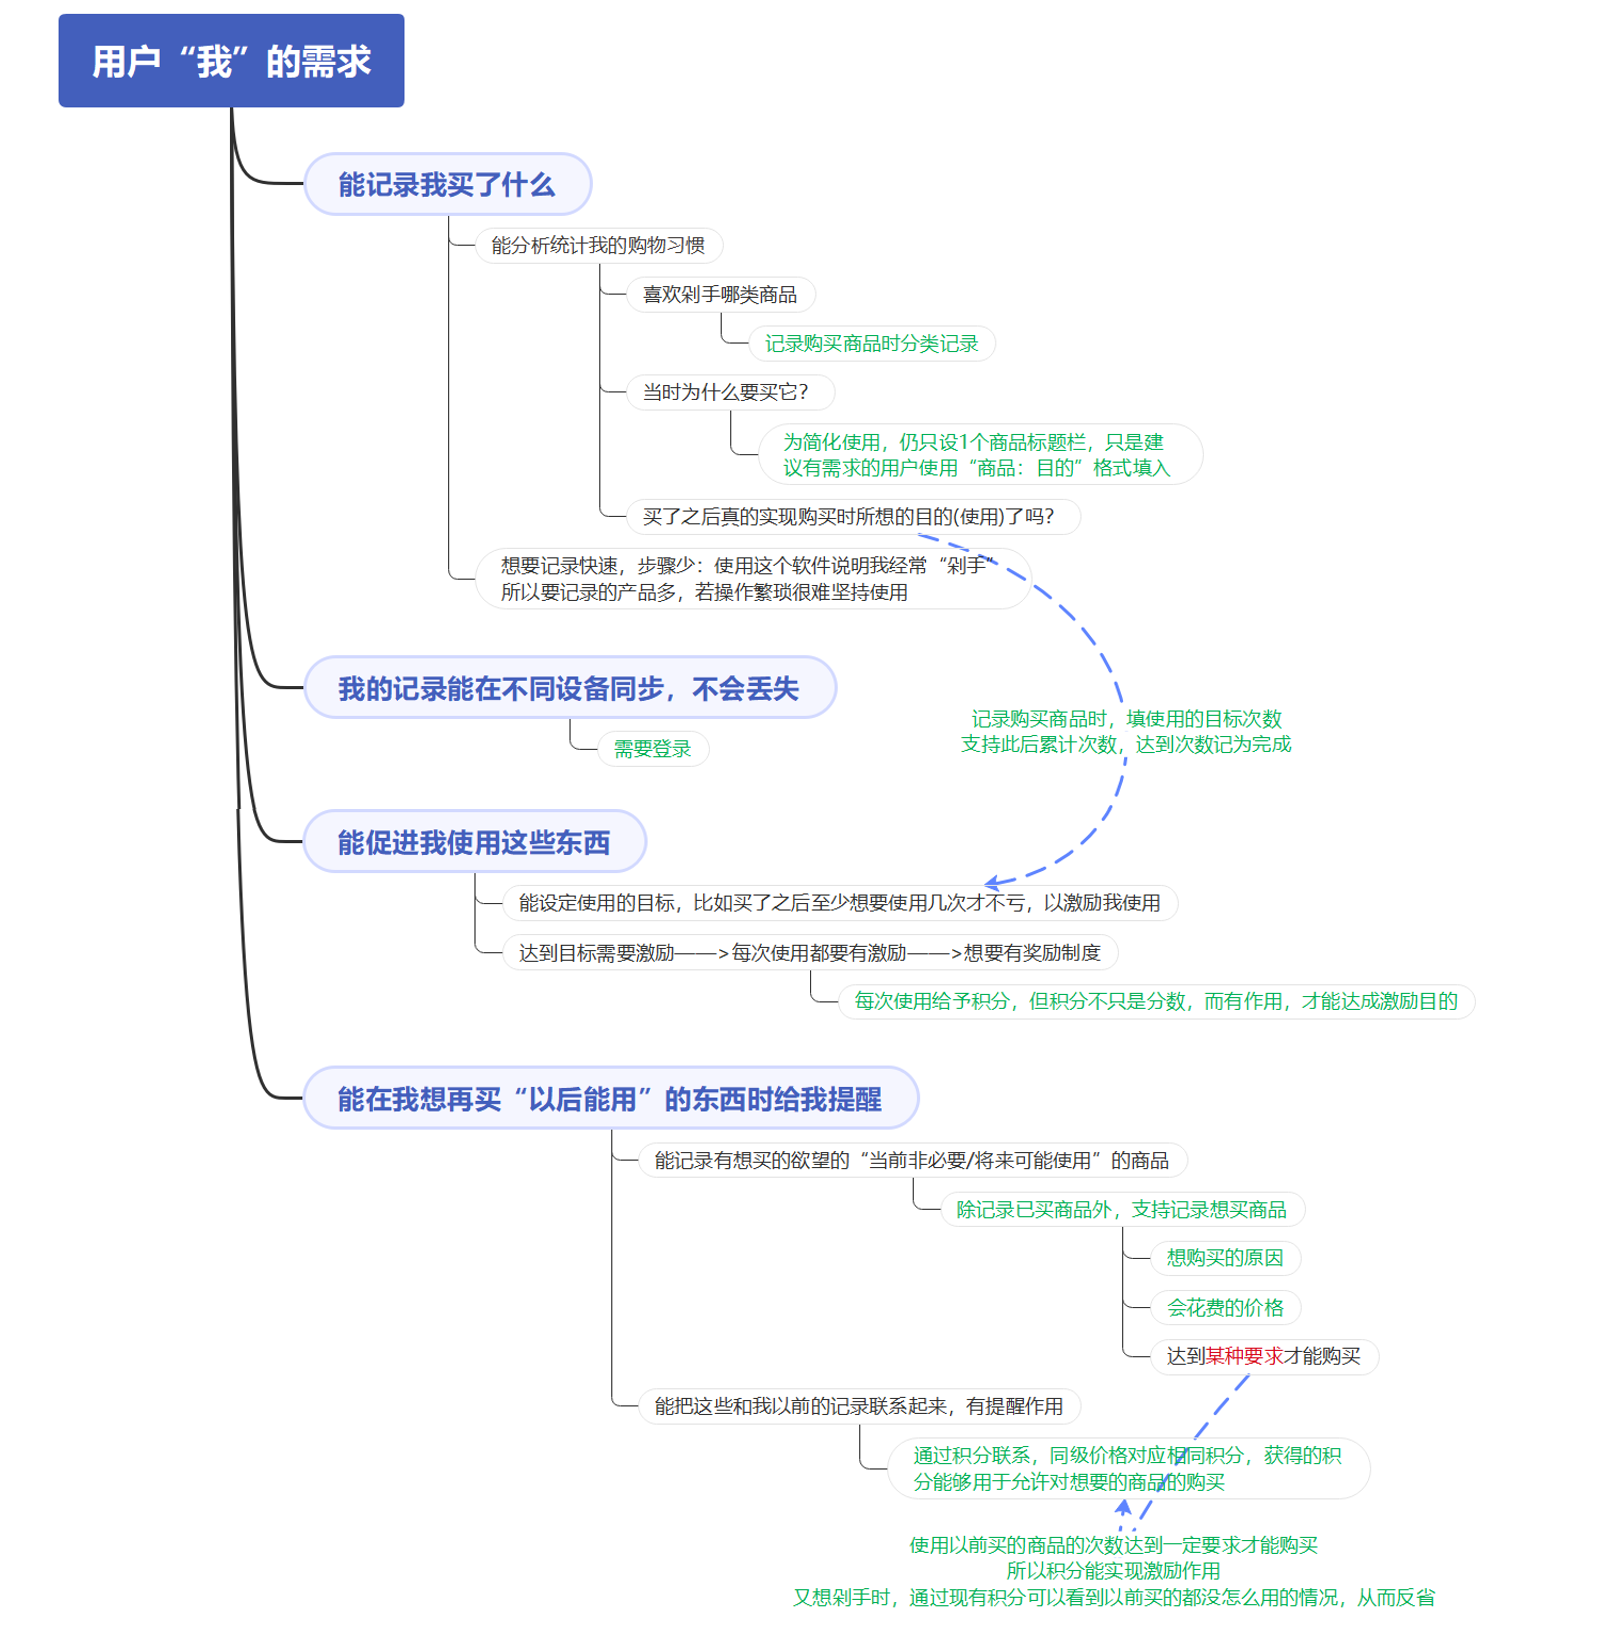 用户“我”的需求
能记录我买了什么
能分析统计我的购物习惯
喜欢剁手哪类商品
记录购买商品时分类记录
当时为什么要买它？
为简化使用，仍只设1个商品标题栏，只是建
议有需求的用户使用“商品：目的”格式填入
买了之后真的实现购买时所想的目的(使用)了吗？
想要记录快速，步骤少：使用这个软件说明我经常“剁手”
所以要记录的产品多，若操作繁琐很难坚持使用
我的记录能在不同设备同步，不会丢失
记录购买商品时，填使用的目标次数
支持此后累计次数，达到次数记为完成
需要登录
能促进我使用这些东西
能设定使用的目标，比如买了之后至少想要使用几次才不亏，以激励我使用
达到目标需要激励——>每次使用都要有激励——>想要有奖励制度
每次使用给予积分，但积分不只是分数，而有作用，才能达成激励目的
能在我想再买“以后能用”的东西时给我提醒
能记录有想买的欲望的“当前非必要/将来可能使用”的商品
除记录已买商品外，支持记录想买商品
想购买的原因
会花费的价格
达到某种要求才能购买
能把这些和我以前的记录联系起来，有提醒作用
通过积分联系，同级价格对应相同积分，获得的积
分能够用于允许对想要的商品的购买
使用以前买的商品的次数达到一定要求才能购买
所以积分能实现激励作用
又想剁手时，通过现有积分可以看到以前买的都没怎么用的情况，从而反省